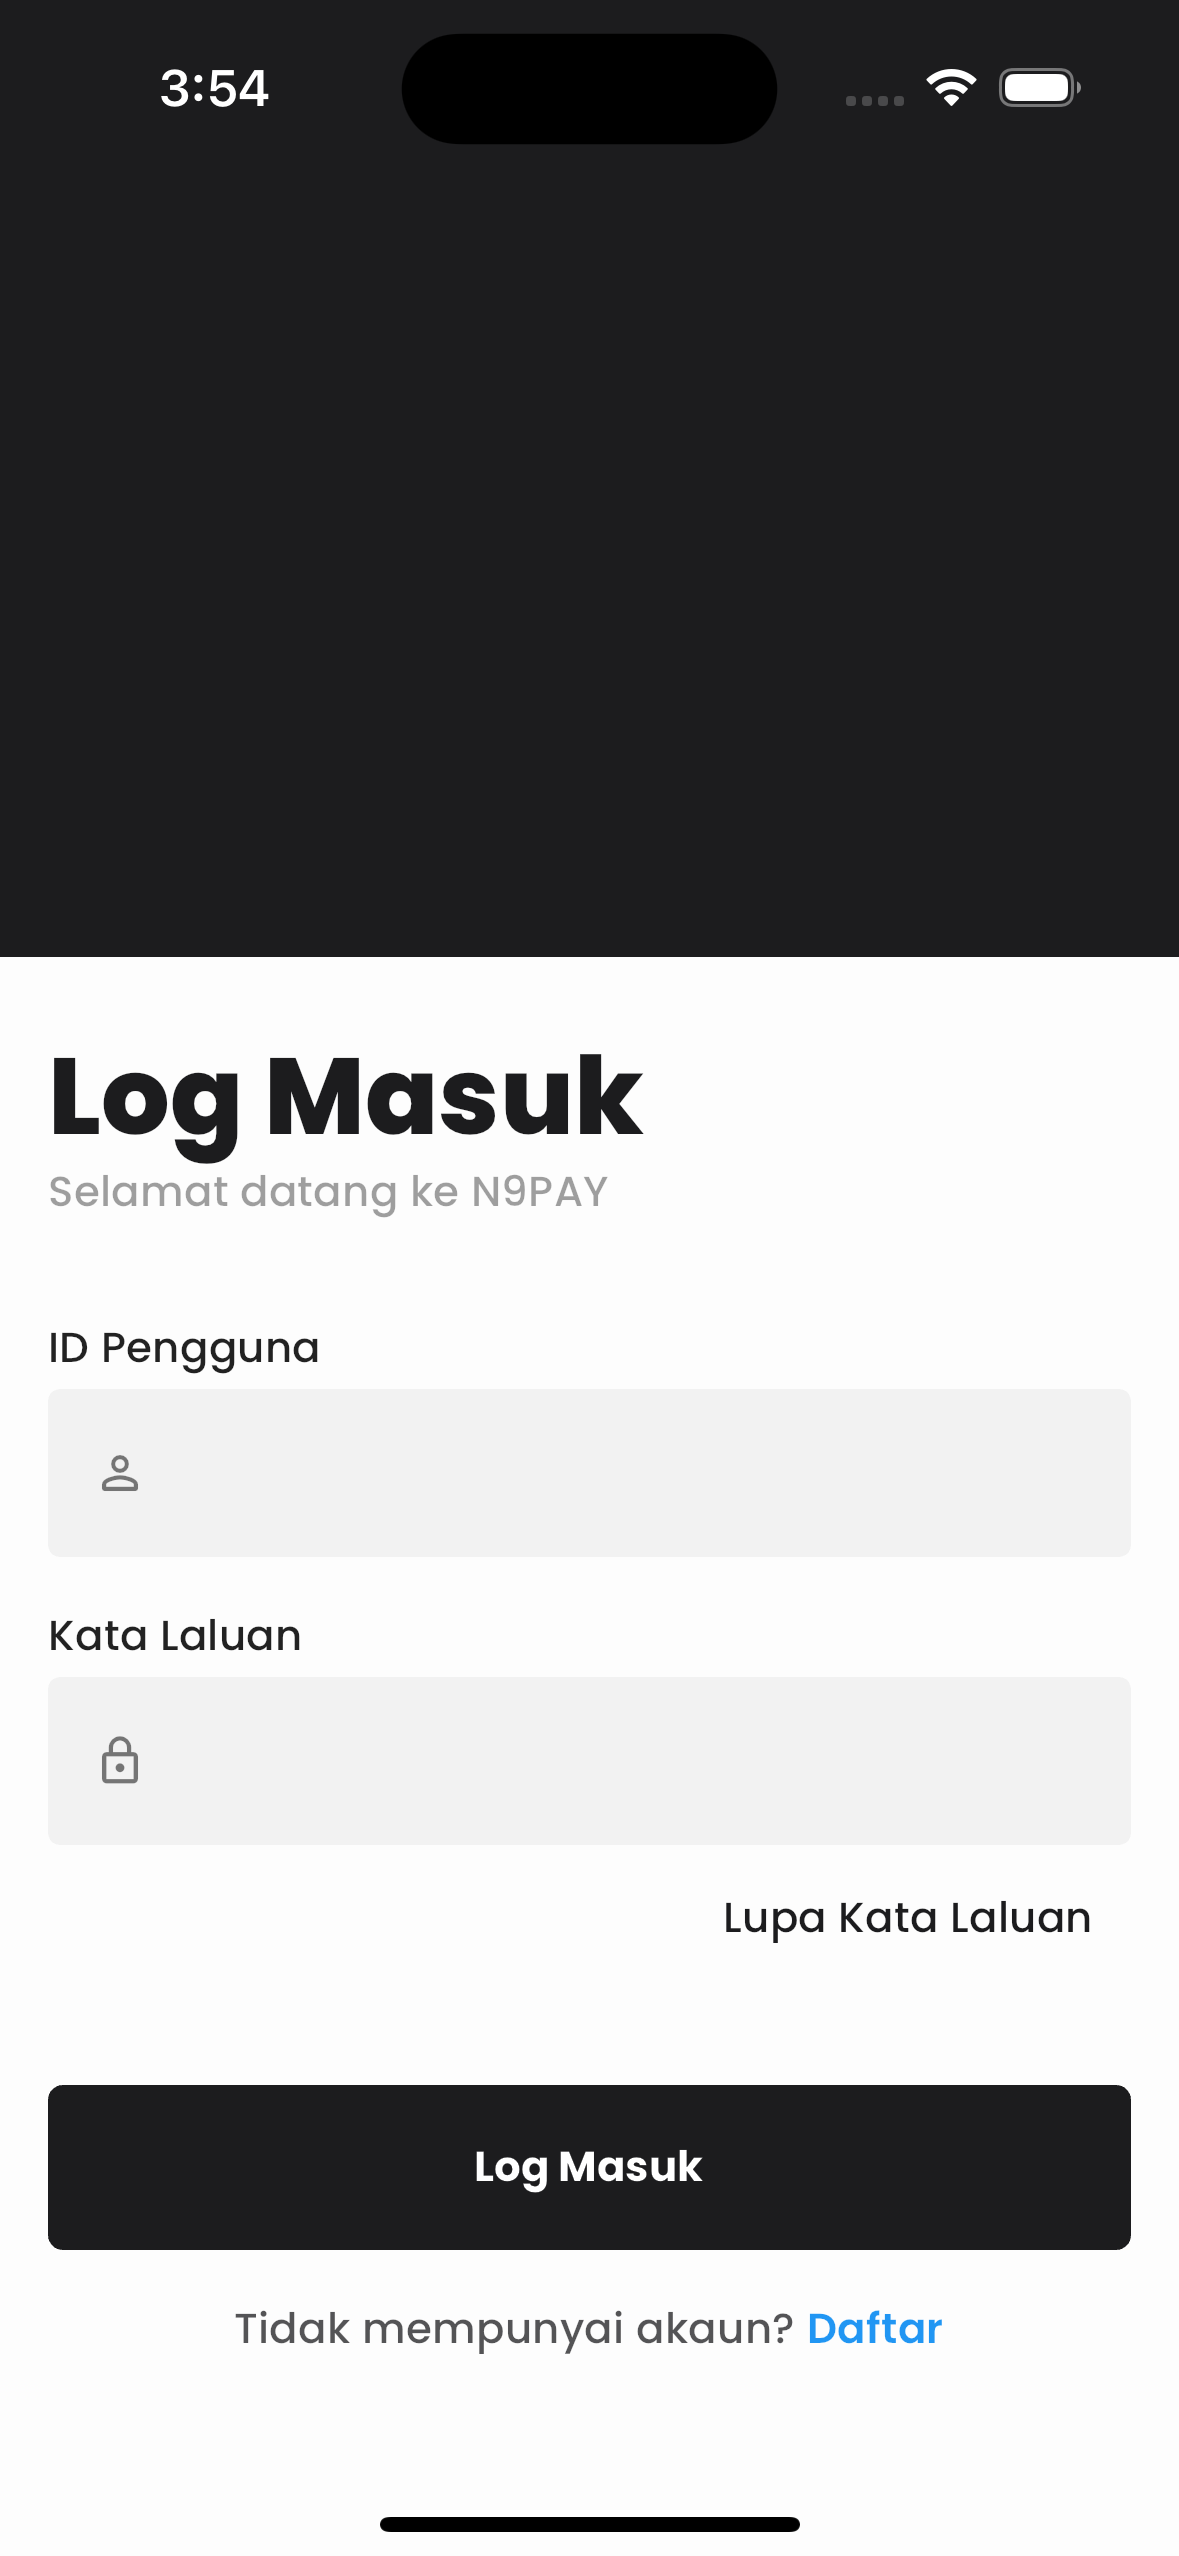 3:54
Log Masuk
Selamat datang ke N9PAY
ID Pengguna
Kata Laluan
Lupa Kata Laluan
Log Masuk
Tidak mempunyai akaun? Daftar